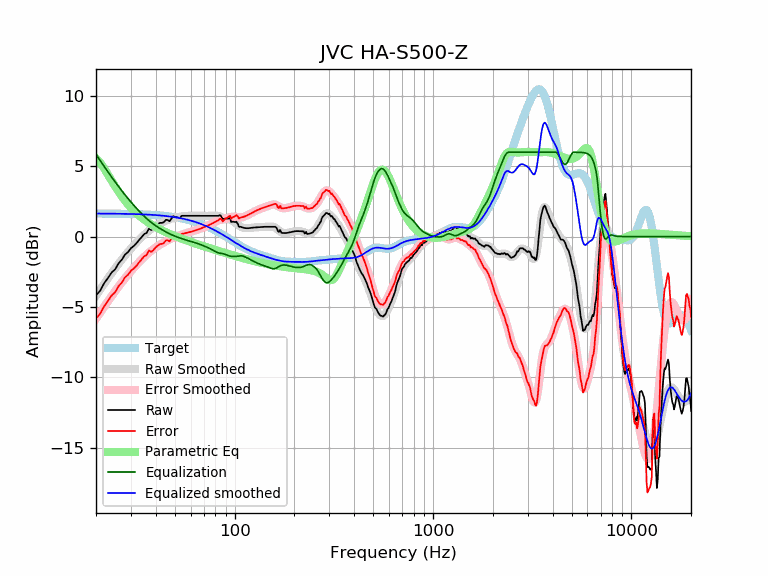 JVC HA-S500-Z
Amplitude (dBr)
10
5
0
−5
−10
−15
Target
Raw Smoothed
Error Smoothed
Raw
Error
Parametric Eq
Equalization
Equalized smoothed
100
1000
10000
Frequency (Hz)